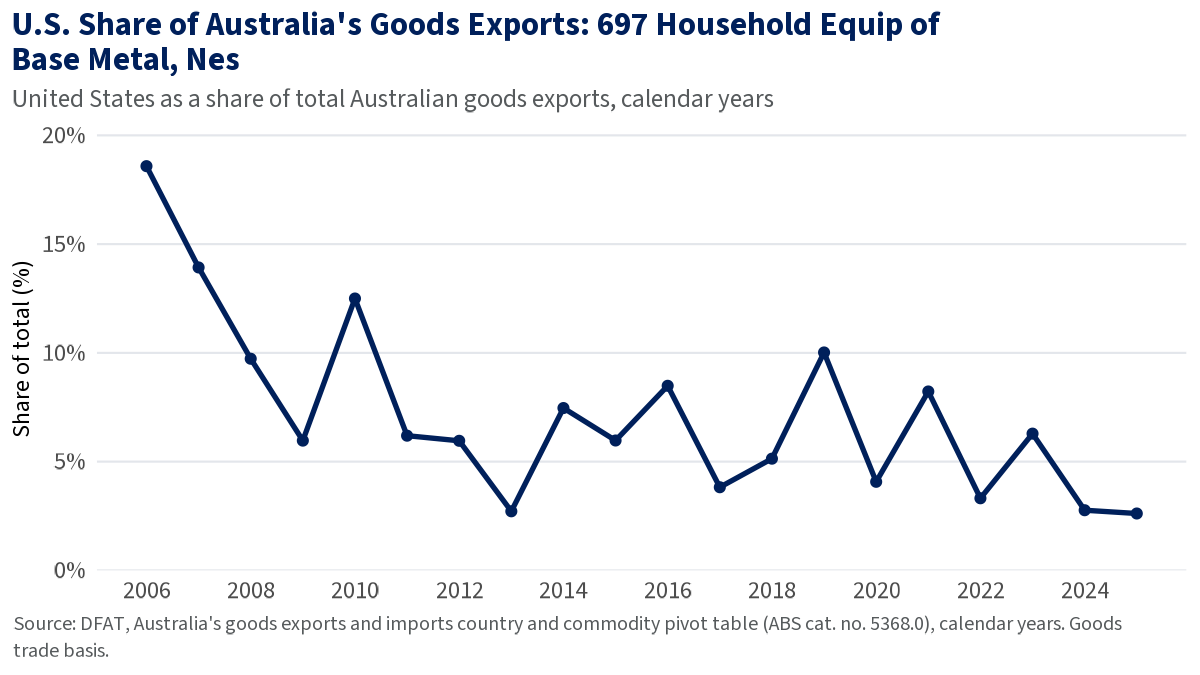 U.S. Share of Australia's Goods Exports: 697 Household Equip of
Base Metal, Nes
United States as a share of total Australian goods exports, calendar years
20%
15%
10%
5%
0%
Share of total (%)
2006 2008 2010 2012 2014 2016 2018 2020 2022 2024
Source: DFAT, Australia's goods exports and imports country and commodity pivot table (ABS cat. no. 5368.0), calendar years. Goods
trade basis.